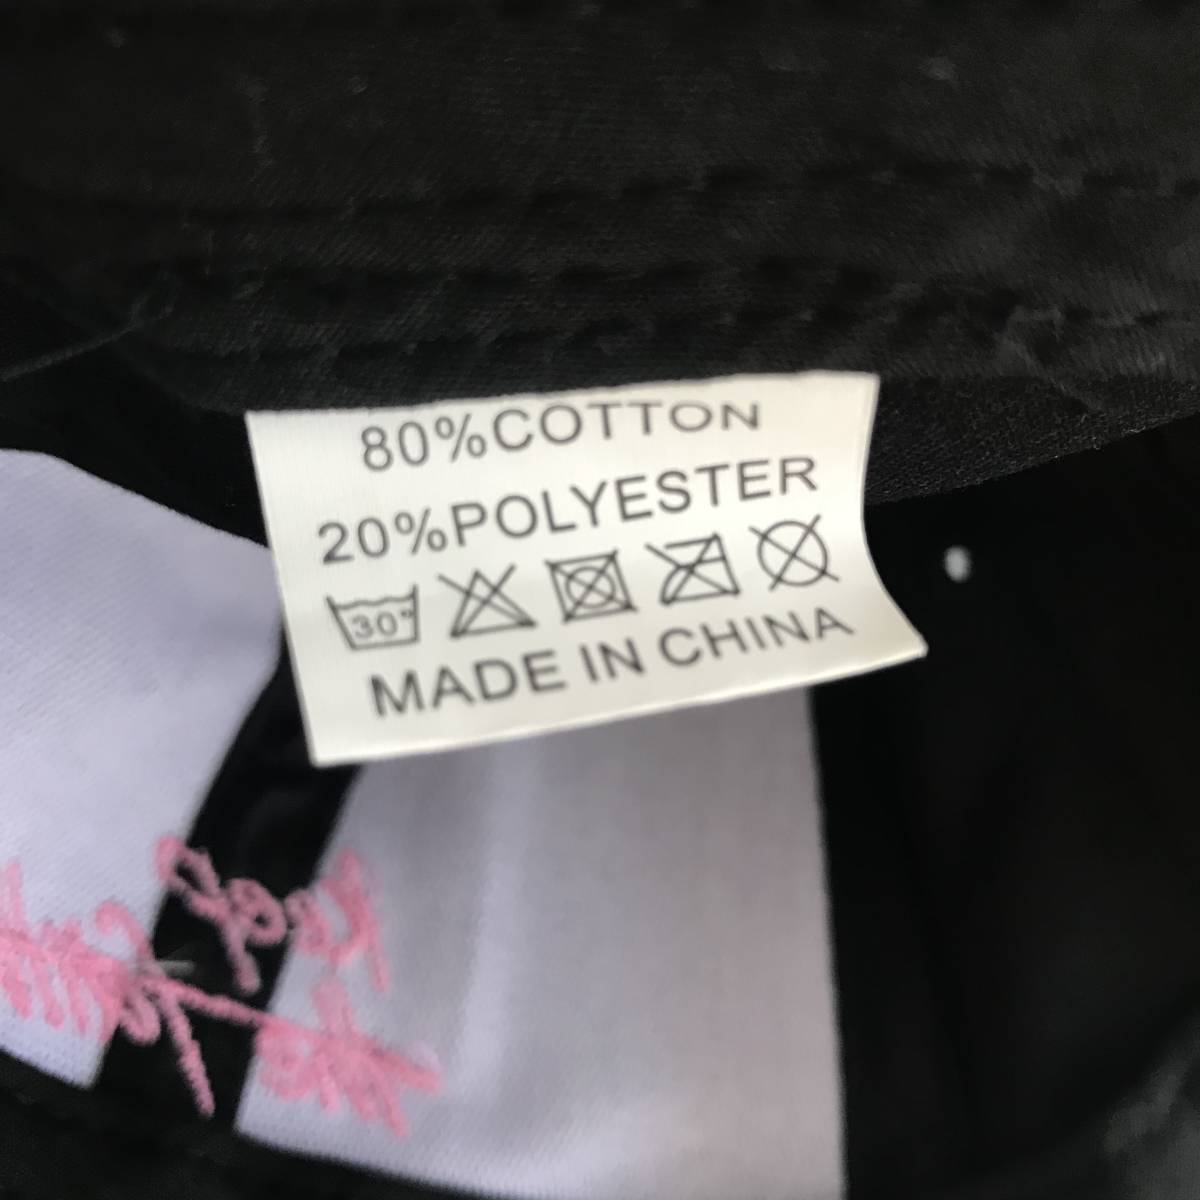 80%COTTON
20%POLYESTER
30°
MADE IN CHINA